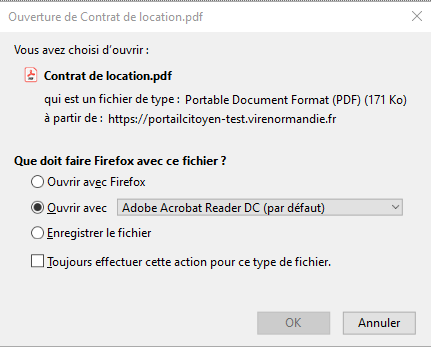 Ouverture de Contrat de location.pdf
Vous avez choisi d'ouvrir :
Contrat de location.pdf
qui est un fichier de type : Portable Document Format (PDF) (171 Ko)
à partir de : https://portailcitoyen-test.virenormandie.fr
Que doit faire Firefox avec ce fichier ?
Ouvrir avec Firefox
Ouvrir avec Adobe Acrobat Reader DC (par défaut)
Enregistrer le fichier
Toujours effectuer cette action pour ce type de fichier.
OK Annuler